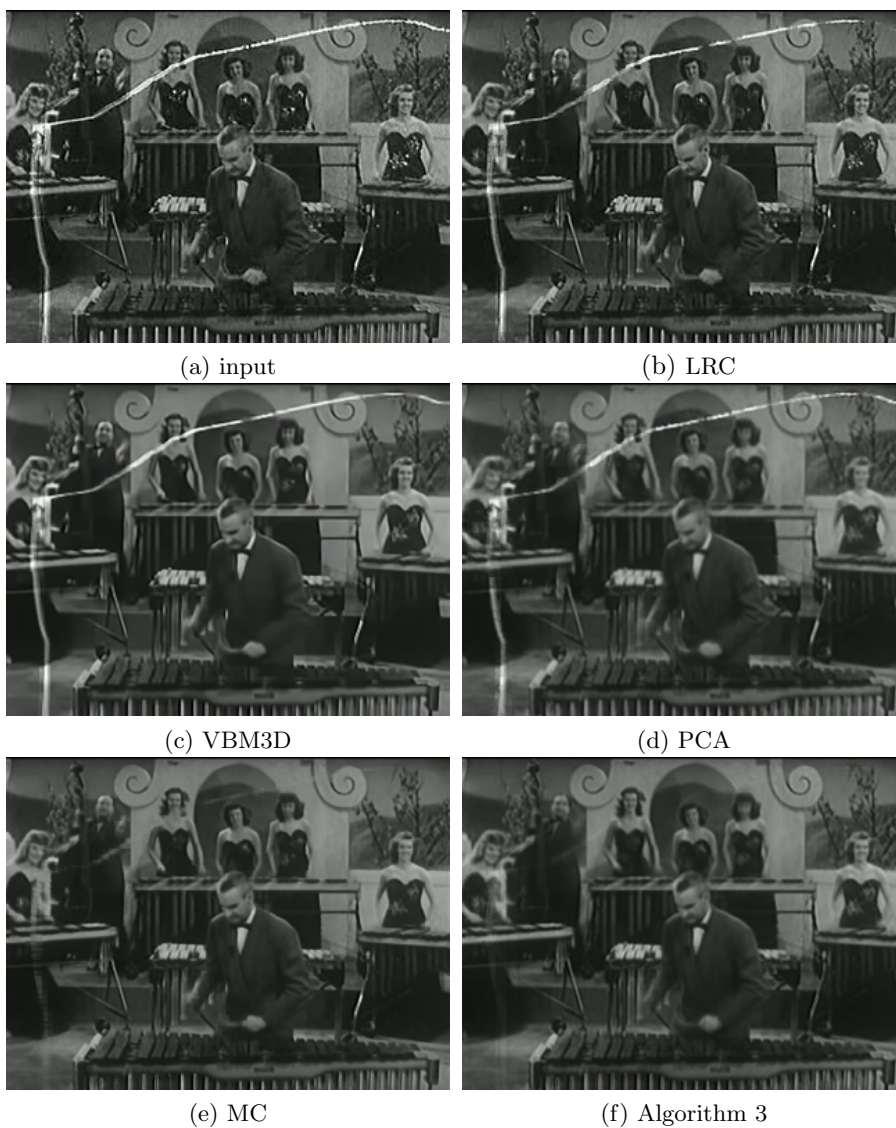 (a) input
(b) LRC
(c) VBM3D
(d) PCA
(e) MC
(f) Algorithm 3